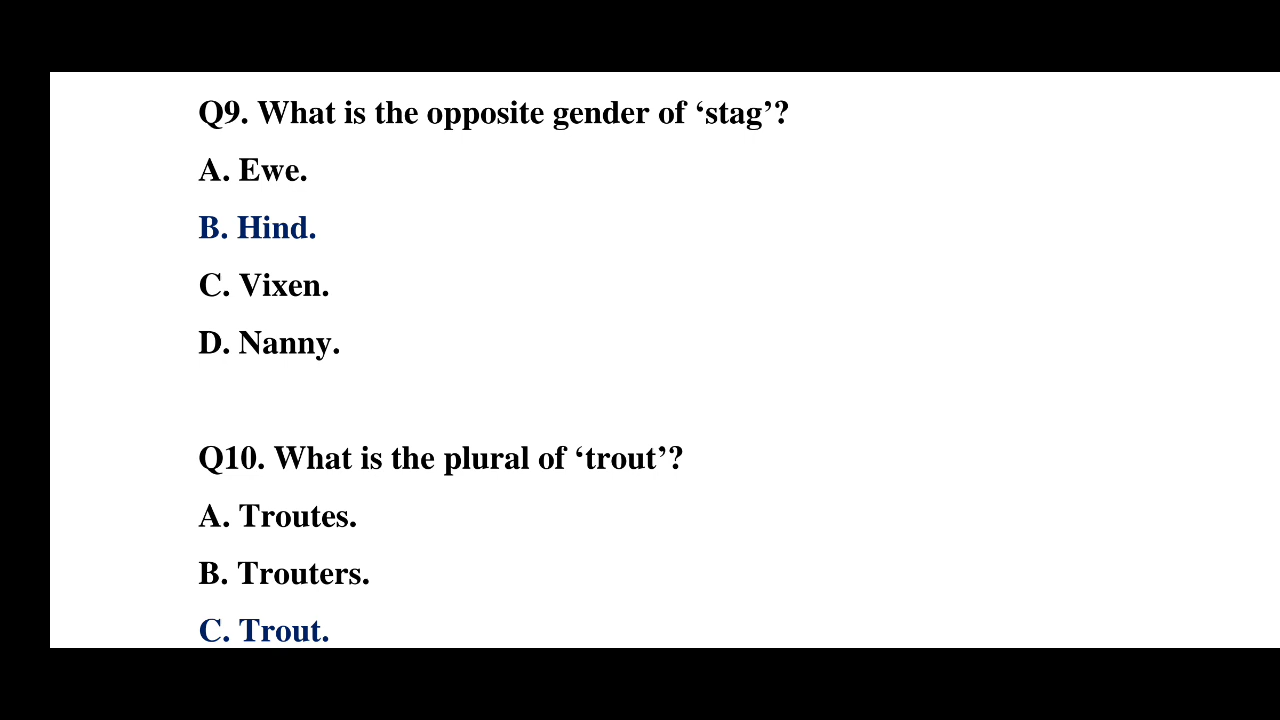 Q9. What is the opposite gender of ‘stag’?
A. Ewe.
B. Hind.
C. Vixen.
D. Nanny.
Q10. What is the plural of ‘trout’?
A. Troutes.
B. Trouters.
C. Trout.